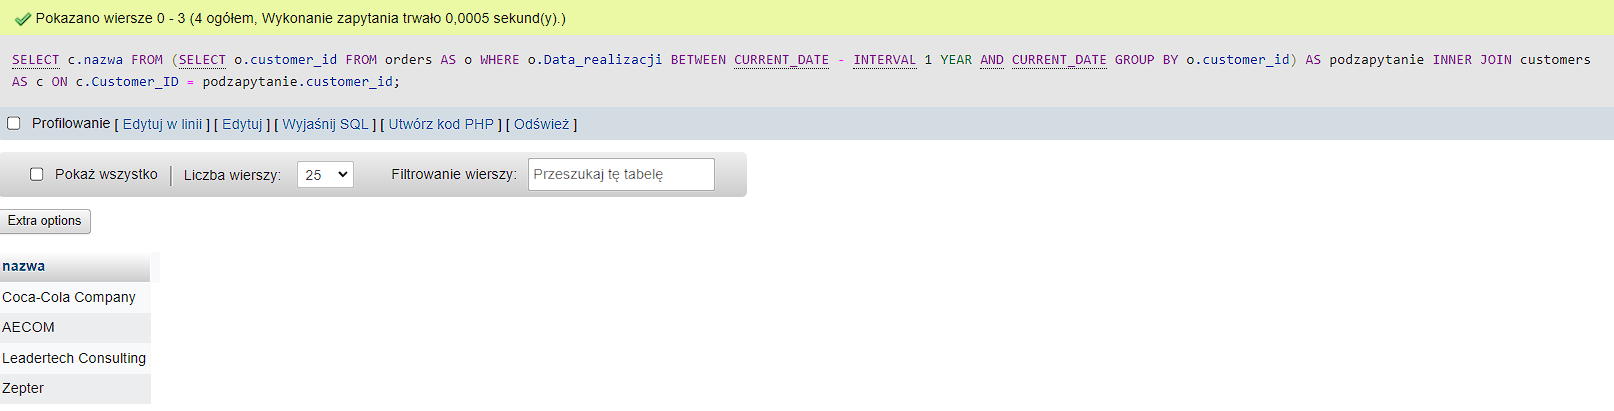 Pokazano wiersze 0 - 3 (4 ogółem, Wykonanie zapytania trwało 0,0005 sekund(y).)
SELECT c.nazwa FROM (SELECT o.customer_id FROM orders AS o WHERE o.Data_realizacji BETWEEN CURRENT_DATE - INTERVAL 1 YEAR AND CURRENT_DATE GROUP BY o.customer_id) AS podzapytanie INNER JOIN customers
AS c ON c.Customer_ID = podzapytanie.customer_id;
Profilowanie [ Edytuj w linii ] [ Edytuj ] [ Wyjaśnij SQL ] [ Utwórz kod PHP ] [ Odśwież ]
Pokaż wszystko Liczba wierszy: 25 Filtrowanie wierszy: Przeszukaj tę tabelę
Extra options
nazwa
Coca-Cola Company
AECOM
Leadertech Consulting
Zepter